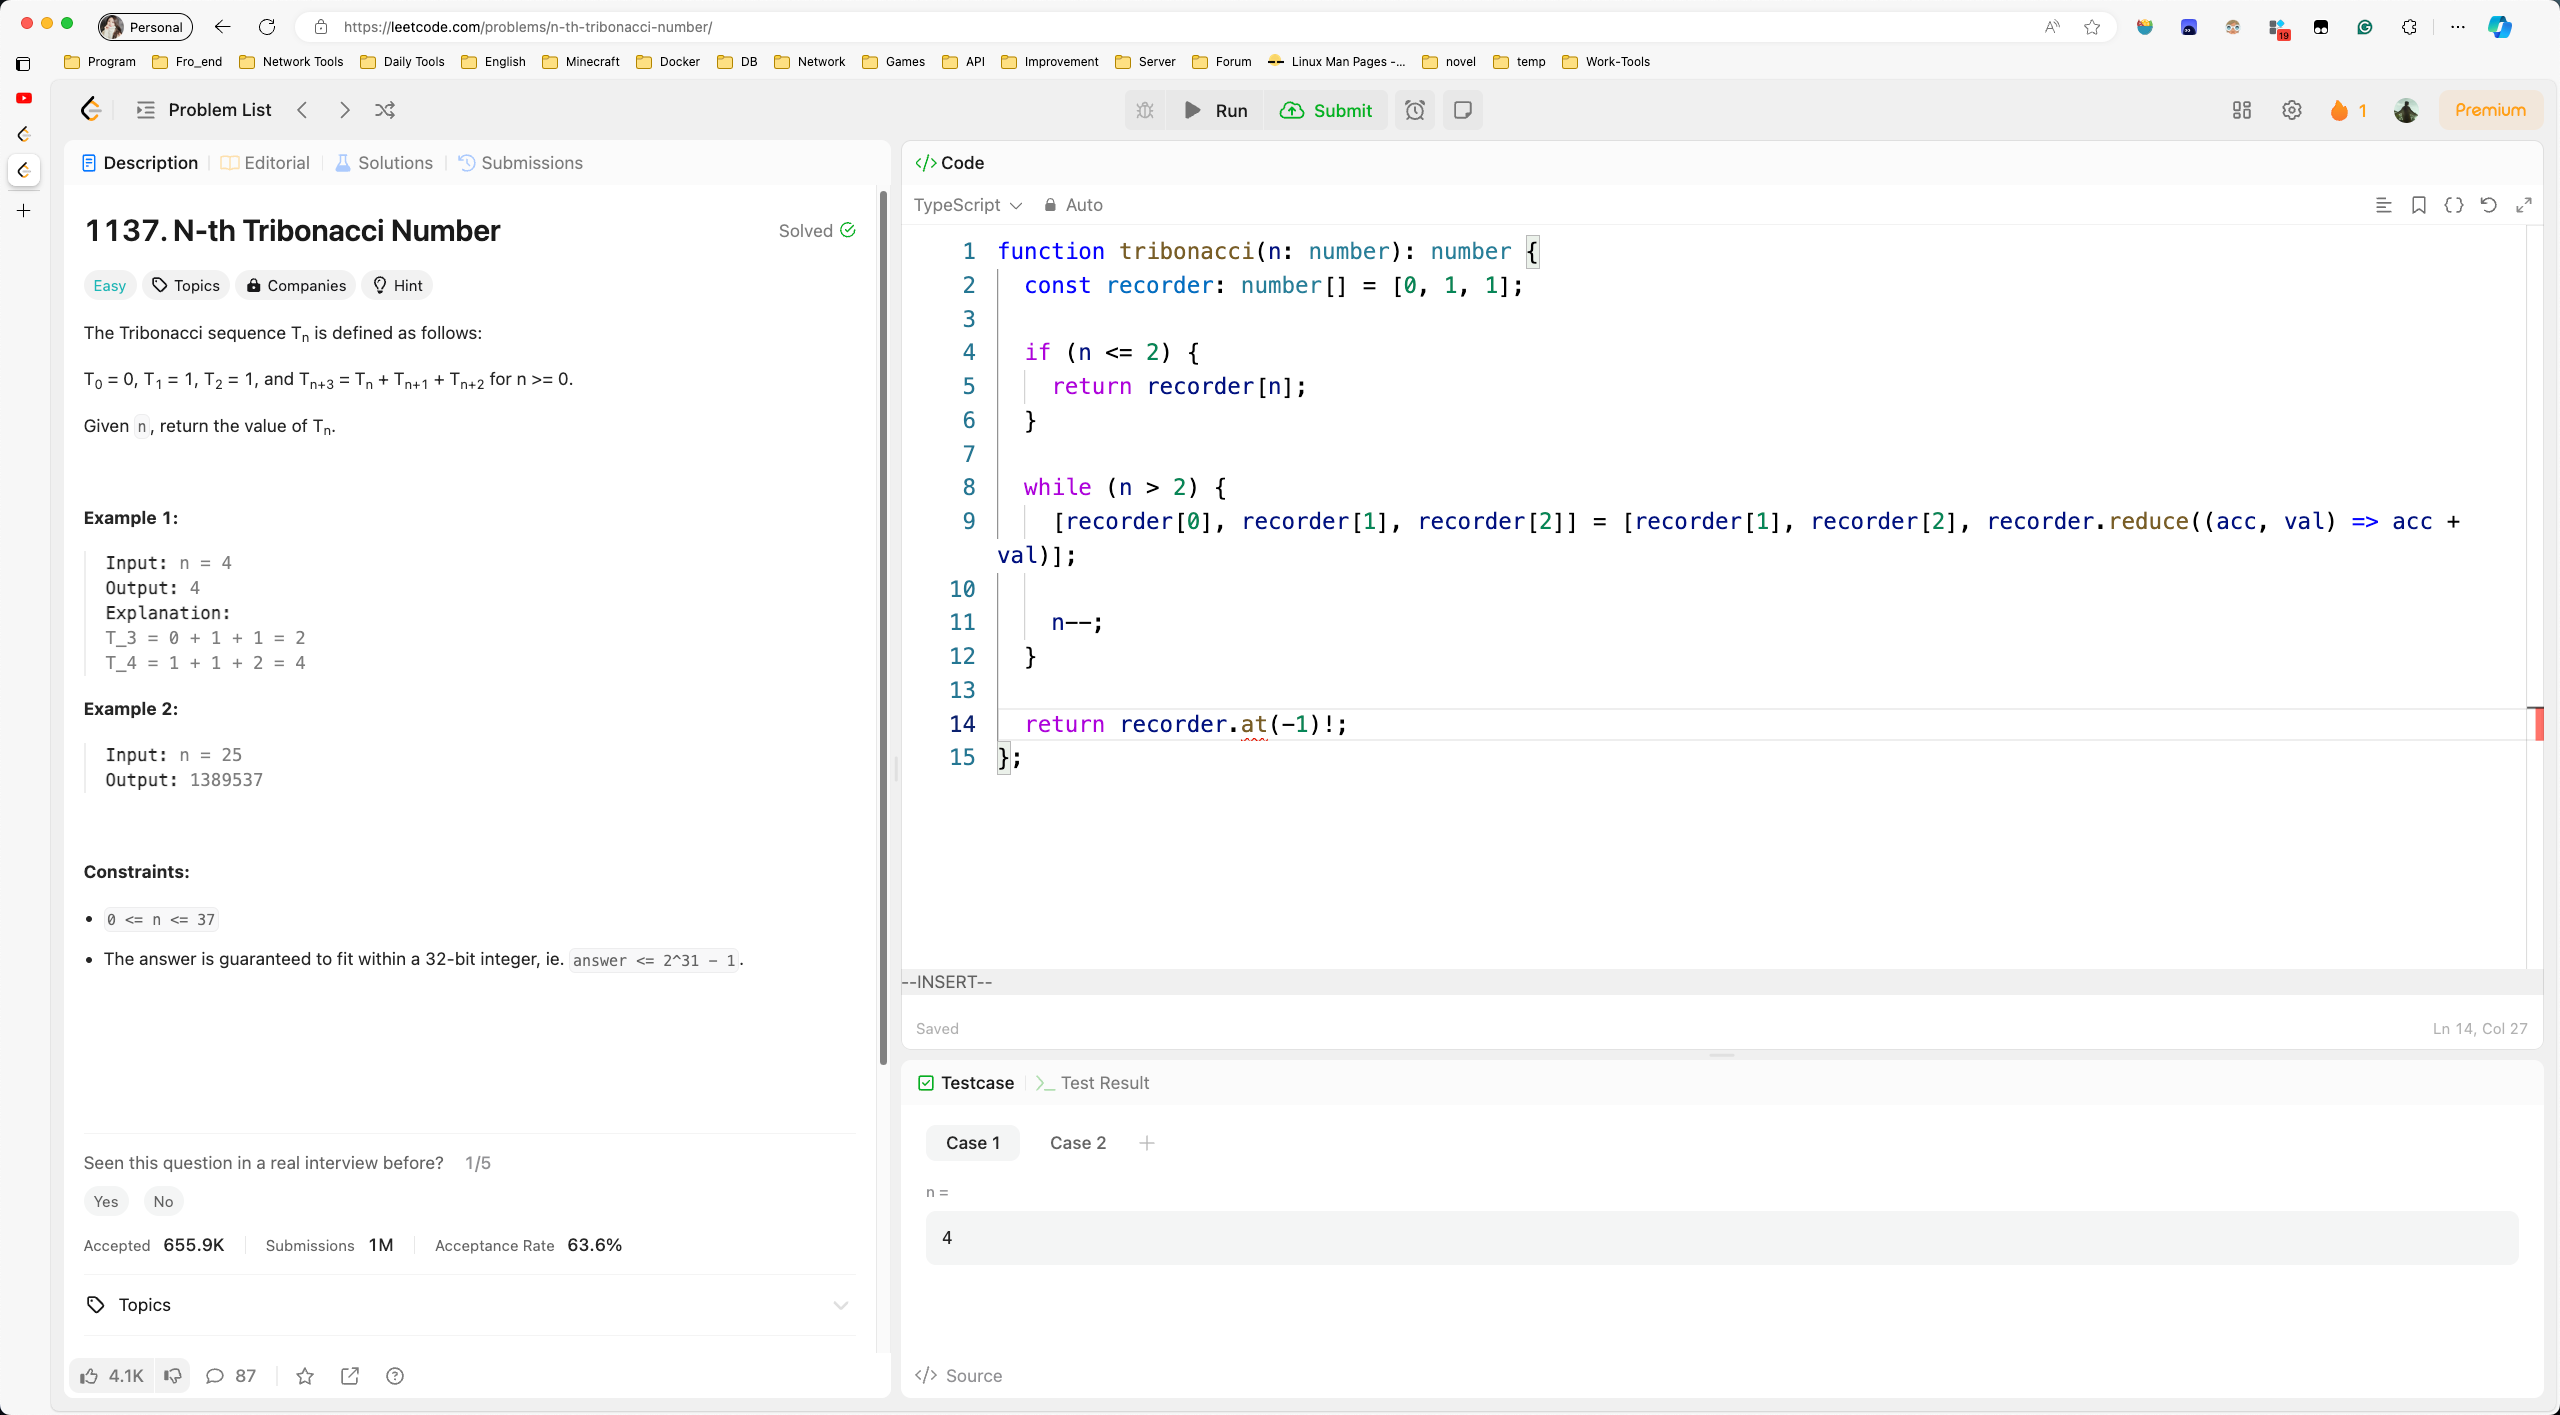 Personal
https://leetcode.com/problems/n-th-tribonacci-number/
19
Program Fro_end Network Tools Daily Tools English Minecraft Docker DB Network Games API Improvement Server Forum Linux Man Pages -... novel temp Work-Tools
Problem List
Run Submit
1 Premium
Description Editorial Solutions Submissions
1137. N-th Tribonacci Number
Solved
Easy Topics Companies Hint
The Tribonacci sequence Tn is defined as follows:
T0 = 0, T1 = 1, T2 = 1, and Tn+3 = Tn + Tn+1 + Tn+2 for n >= 0.
Given n, return the value of Tn.
Example 1:
Input: n = 4
Output: 4
Explanation:
T_3 = 0 + 1 + 1 = 2
T_4 = 1 + 1 + 2 = 4
Example 2:
Input: n = 25
Output: 1389537
Constraints:
0 <= n <= 37
The answer is guaranteed to fit within a 32-bit integer, ie. answer <= 2^31 - 1.
Seen this question in a real interview before? 1/5
Yes No
Accepted 655.9K Submissions 1M Acceptance Rate 63.6%
Topics
4.1K 87
</> Code
TypeScript Auto
1 function tribonacci(n: number): number {
2 const recorder: number[] = [0, 1, 1];
3
4 if (n <= 2) {
5 return recorder[n];
6 }
7
8 while (n > 2) {
9 [recorder[0], recorder[1], recorder[2]] = [recorder[1], recorder[2], recorder.reduce((acc, val) => acc +
val)];
10
11 n--;
12 }
13
14 return recorder.at(-1)!;
15 };
--INSERT--
Saved
Ln 14, Col 27
Testcase >_ Test Result
Case 1 Case 2 +
n =
4
</> Source